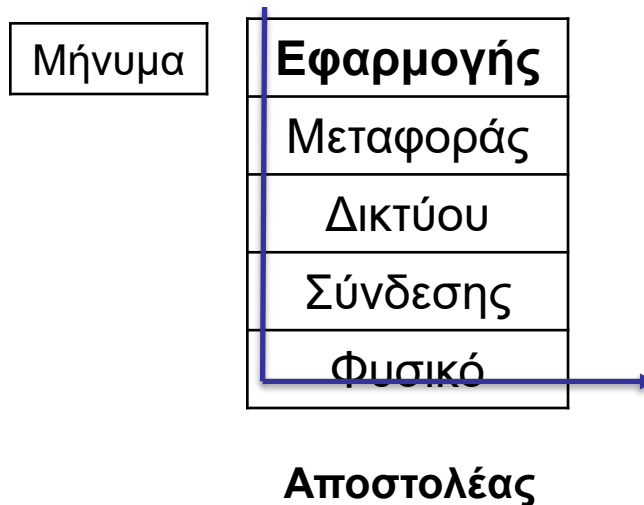 Μήνυμα
Εφαρμογής
Μεταφοράς
Δικτύου
Σύνδεσης
Φυσικό
Αποστολέας